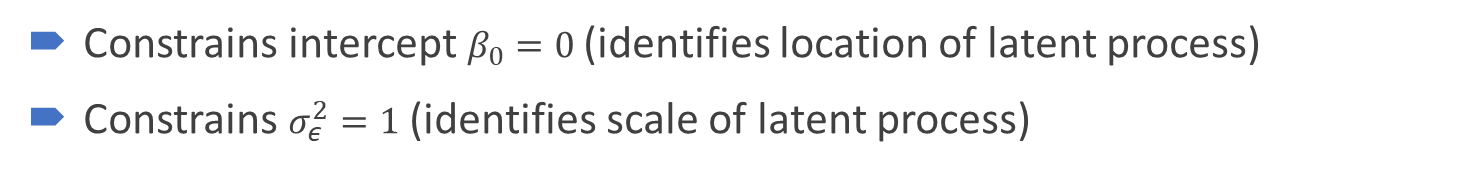 Constrains intercept β₀ = 0 (identifies location of latent process)
Constrains σ²_ϵ = 1 (identifies scale of latent process)